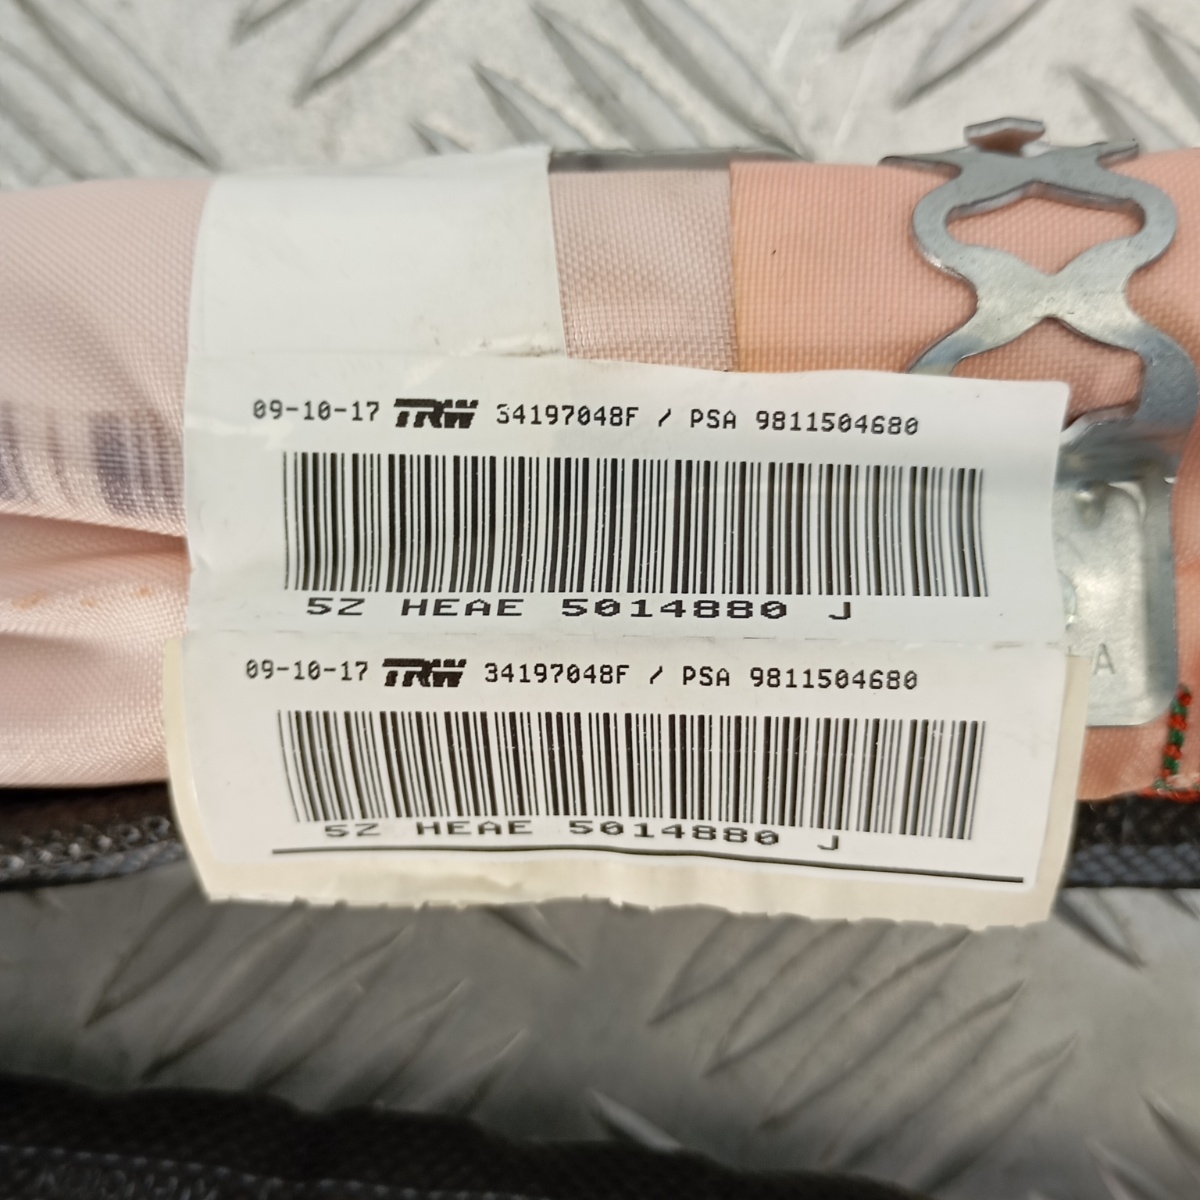 09-10-17 TRW 34197048F / PSA 9811504680
5Z HEAE 5014880 J
A
09-10-17 TRW 34197048F / PSA 9811504680
5Z HEAE 5014880 J